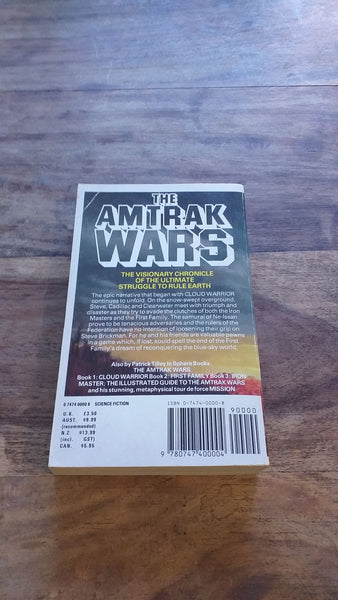 THE
AMTRAK
WARS
THE VISIONARY CHRONICLE
OF THE ULTIMATE
STRUGGLE TO RULE EARTH
The epic narrative that began with CLOUD WARRIOR
continues to unfold. On the snow-swept overground,
Steve, Cadillac and Clearwater meet with triumph and
disaster as they try to evade the clutches of both the Iron
Masters and the First Family. The samurai of Ne-Issan
prove to be tenacious adversaries and the rulers of the
Federation have no intention of loosening their grip on
Steve Brickman. For he and his friends are valuable pawns
in a game which, if lost, could spell the end of the First
Family's dream of reconquering the blue-sky world.
Also by Patrick Tilley in Sphere Books:
THE AMTRAK WARS
Book 1: CLOUD WARRIOR Book 2: FIRST FAMILY Book 3: IRON
MASTER; THE ILLUSTRATED GUIDE TO THE AMTRAK WARS
and his stunning, metaphysical tour de force MISSION
0 7474 0000 8 SCIENCE FICTION
U.K. £3.50
AUST. $9.99
(recommended)
N.Z. $13.99
(incl.
GST)
CAN. $5.95
ISBN 0-7474-0000-8
90000
9 780747 400004